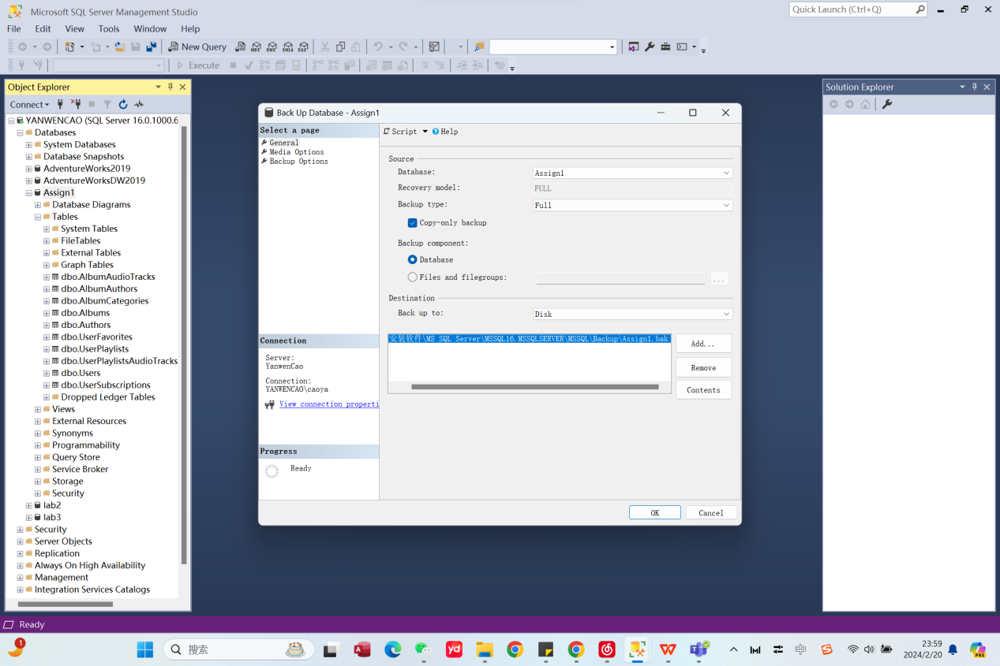 Microsoft SQL Server Management Studio
Quick Launch (Ctrl+Q)
File Edit View Tools Window Help
New Query
MDX DMX XMLA DAX
Execute
Object Explorer
Connect
YANWENCAO (SQL Server 16.0.1000.6
Databases
System Databases
Database Snapshots
AdventureWorks2019
AdventureWorksDW2019
Assign1
Database Diagrams
Tables
System Tables
FileTables
External Tables
Graph Tables
dbo.AlbumAudioTracks
dbo.AlbumAuthors
dbo.AlbumCategories
dbo.Albums
dbo.Authors
dbo.UserFavorites
dbo.UserPlaylists
dbo.UserPlaylistsAudioTracks
dbo.Users
dbo.UserSubscriptions
Dropped Ledger Tables
Views
External Resources
Synonyms
Programmability
Query Store
Service Broker
Storage
Security
lab2
lab3
Security
Server Objects
Replication
Always On High Availability
Management
Integration Services Catalogs
Back Up Database - Assign1
Select a page
General
Media Options
Backup Options
Connection
Server:
YanwenCao
Connection:
YANWENCAO\caoya
View connection properti
Progress
Ready
Script Help
Source
Database: Assign1
Recovery model: FULL
Backup type: Full
Copy-only backup
Backup component:
Database
Files and filegroups: ...
Destination
Back up to: Disk
安装软件\MS SQL Server\MSSQL16.MSSQLSERVER\MSSQL\Backup\Assign1.bak
Add...
Remove
Contents
OK Cancel
Solution Explorer
Ready
1
搜索
yd
中
23:59
2024/2/20
PRE